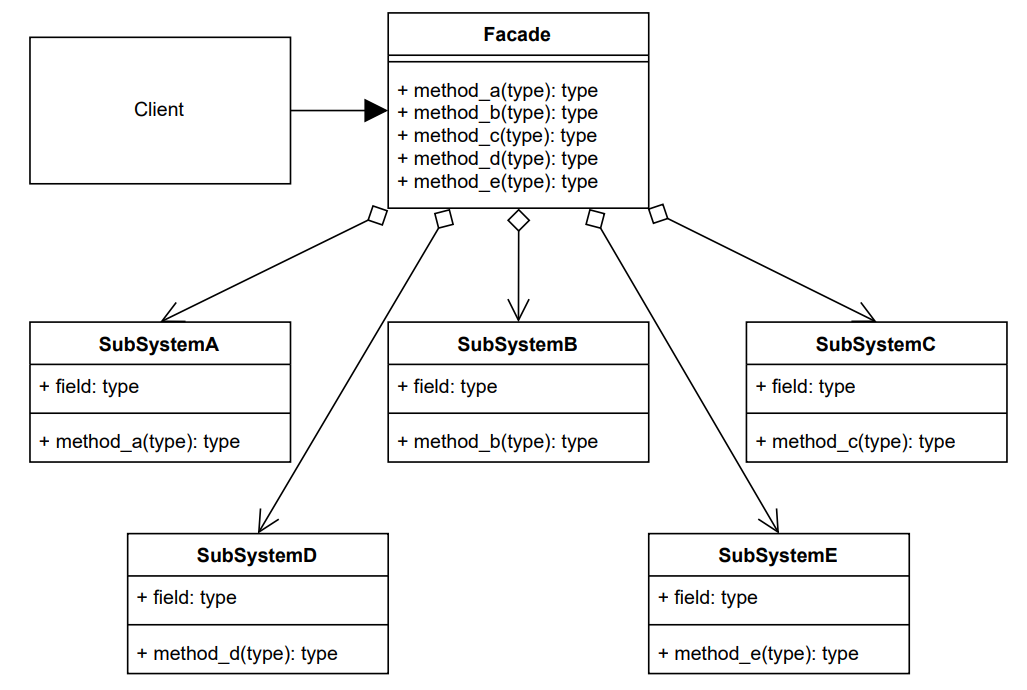 Facade
Client
+ method_a(type): type
+ method_b(type): type
+ method_c(type): type
+ method_d(type): type
+ method_e(type): type
SubSystemA
+ field: type
+ method_a(type): type
SubSystemB
+ field: type
+ method_b(type): type
SubSystemC
+ field: type
+ method_c(type): type
SubSystemD
+ field: type
+ method_d(type): type
SubSystemE
+ field: type
+ method_e(type): type